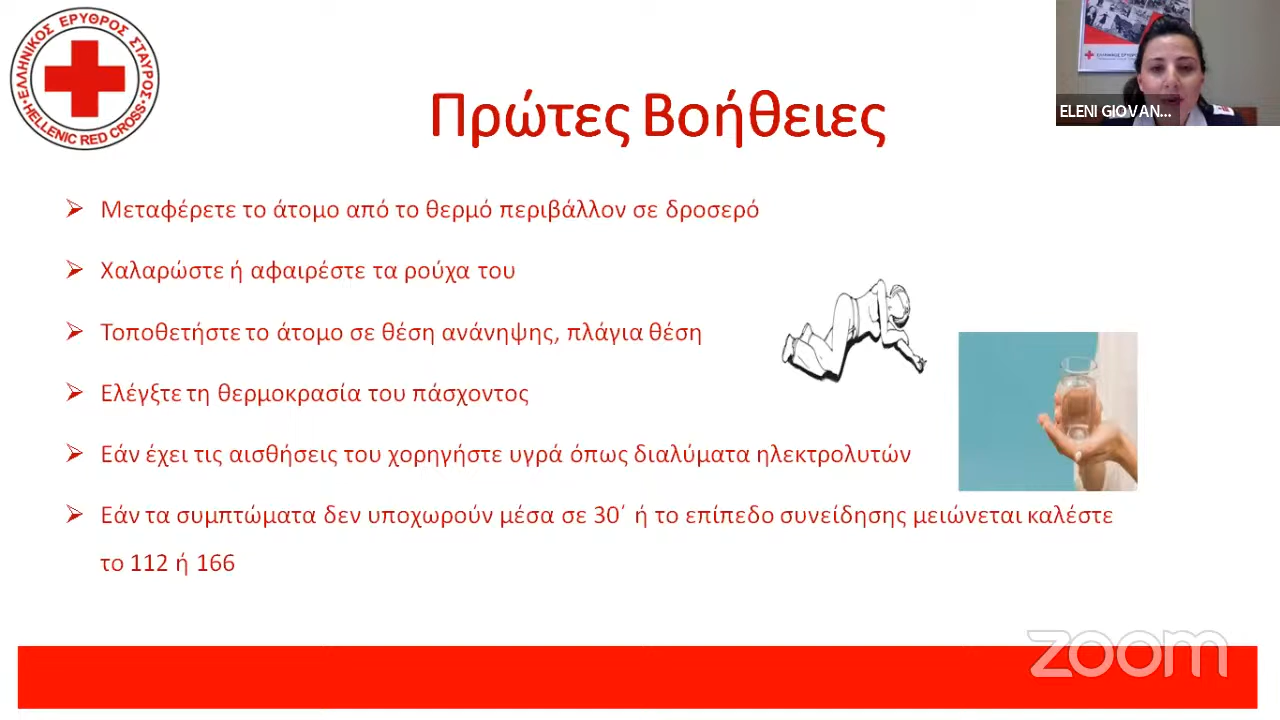 ΕΛΛΗΝΙΚΟΣ ΕΡΥΘΡΟΣ ΣΤΑΥΡΟΣ
HELLENIC RED CROSS
ΕΛΛΗΝΙΚΟΣ ΕΡΥΘΡΟ
ELENI GIOVAN...
Πρώτες Βοήθειες
➢ Μεταφέρετε το άτομο από το θερμό περιβάλλον σε δροσερό
➢ Χαλαρώστε ή αφαιρέστε τα ρούχα του
➢ Τοποθετήστε το άτομο σε θέση ανάνηψης, πλάγια θέση
➢ Ελέγξτε τη θερμοκρασία του πάσχοντος
➢ Εάν έχει τις αισθήσεις του χορηγήστε υγρά όπως διαλύματα ηλεκτρολυτών
➢ Εάν τα συμπτώματα δεν υποχωρούν μέσα σε 30΄ ή το επίπεδο συνείδησης μειώνεται καλέστε
το 112 ή 166
zoom